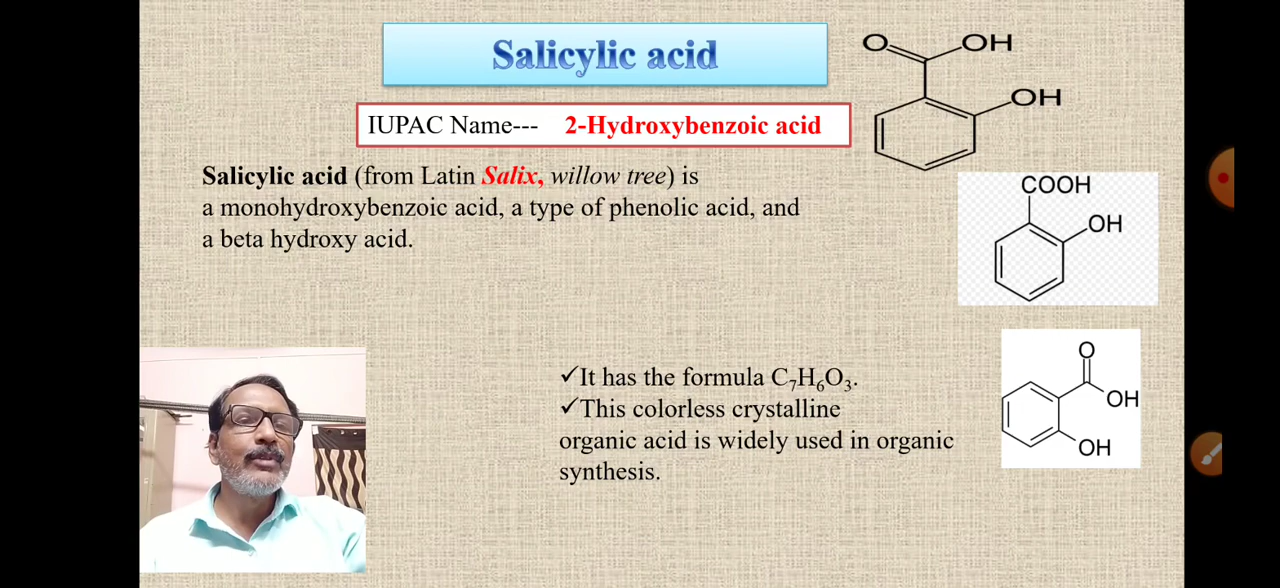 Salicylic acid
IUPAC Name--- 2-Hydroxybenzoic acid
Salicylic acid (from Latin Salix, willow tree) is
a monohydroxybenzoic acid, a type of phenolic acid, and
a beta hydroxy acid.
✓It has the formula C₇H₆O₃.
✓This colorless crystalline
organic acid is widely used in organic
synthesis.
O
OH
OH
COOH
OH
O
OH
OH